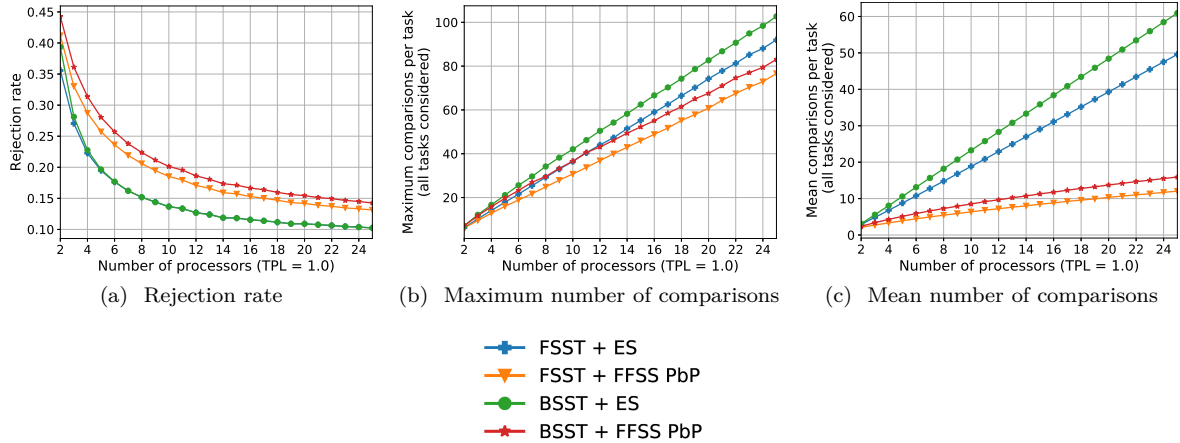 0.45
0.40
0.35
0.30
0.25
0.20
0.15
0.10
Rejection rate
2 4 6 8 10 12 14 16 18 20 22 24
Number of processors (TPL = 1.0)
(a) Rejection rate
100
80
60
40
20
Maximum comparisons per task
(all tasks considered)
2 4 6 8 10 12 14 16 18 20 22 24
Number of processors (TPL = 1.0)
(b) Maximum number of comparisons
60
50
40
30
20
10
0
Mean comparisons per task
(all tasks considered)
2 4 6 8 10 12 14 16 18 20 22 24
Number of processors (TPL = 1.0)
(c) Mean number of comparisons
FSST + ES
FSST + FFSS PbP
BSST + ES
BSST + FFSS PbP